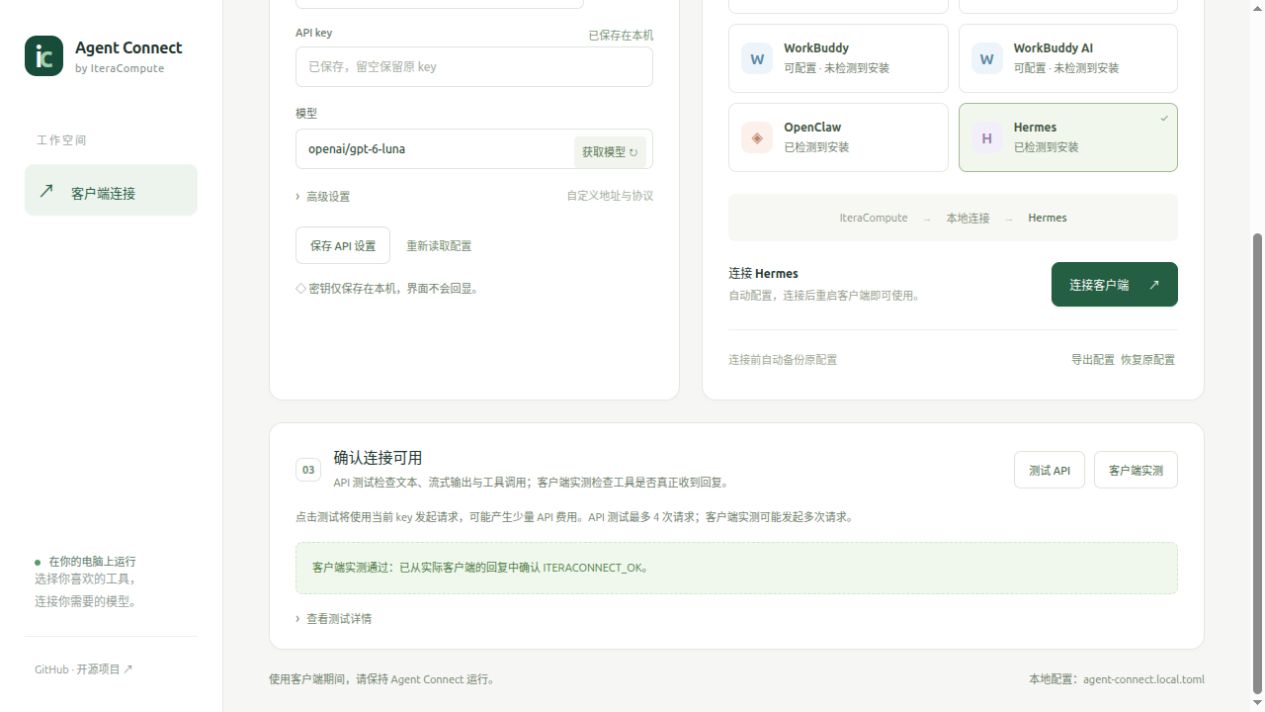 ic
Agent Connect
by IteraCompute
工作空间
↗ 客户端连接
在你的电脑上运行
选择你喜欢的工具，
连接你需要的模型。
GitHub · 开源项目 ↗
API key
已保存在本机
已保存，留空保留原 key
模型
openai/gpt-6-luna
获取模型 ↻
› 高级设置
自定义地址与协议
保存 API 设置
重新读取配置
◇ 密钥仅保存在本机，界面不会回显。
W
WorkBuddy
可配置 · 未检测到安装
W
WorkBuddy AI
可配置 · 未检测到安装
◈
OpenClaw
已检测到安装
H
Hermes
已检测到安装
✓
IteraCompute → 本地连接 → Hermes
连接 Hermes
自动配置，连接后重启客户端即可使用。
连接客户端 ↗
连接前自动备份原配置
导出配置 恢复原配置
03
确认连接可用
API 测试检查文本、流式输出与工具调用；客户端实测检查工具是否真正收到回复。
测试 API
客户端实测
点击测试将使用当前 key 发起请求，可能产生少量 API 费用。API 测试最多 4 次请求；客户端实测可能发起多次请求。
客户端实测通过：已从实际客户端的回复中确认 ITERACONNECT_OK。
› 查看测试详情
使用客户端期间，请保持 Agent Connect 运行。
本地配置：agent-connect.local.toml